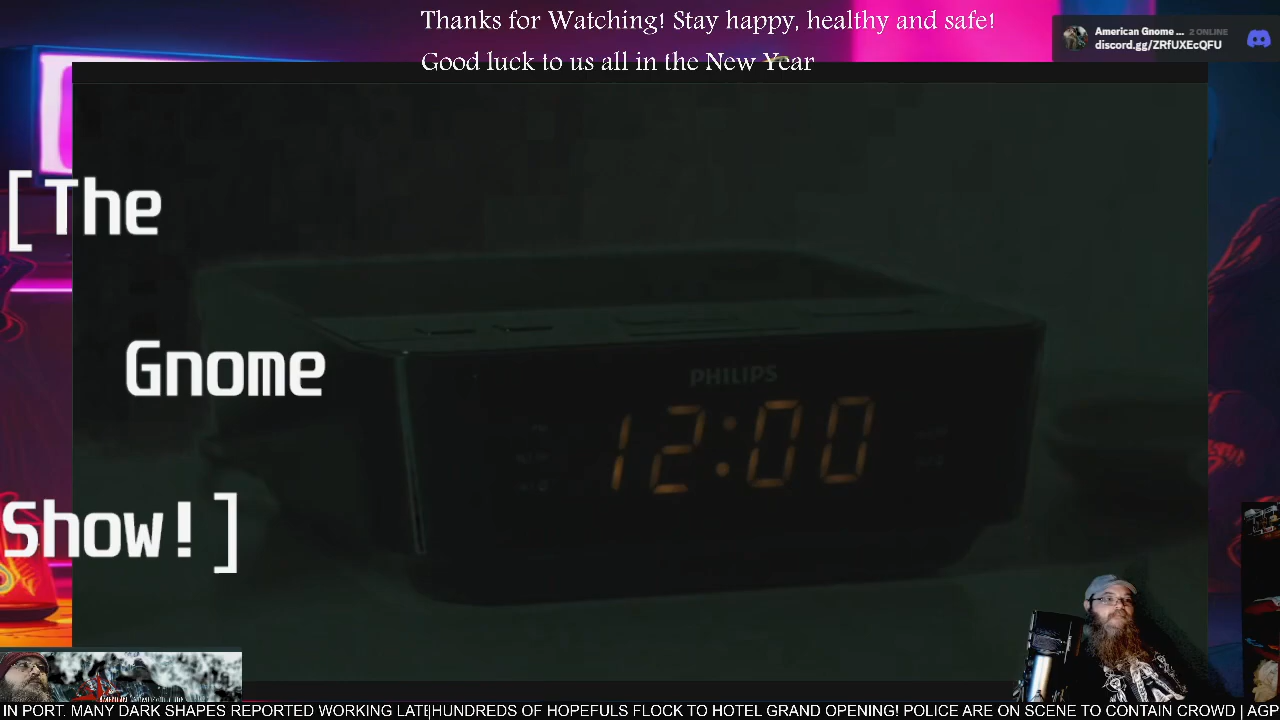 Thanks for Watching! Stay happy, healthy and safe!
Good luck to us all in the New Year
American Gnome ... 2 ONLINE
discord.gg/ZRfUXEcQFU
[The
Gnome
Show!]
PHILIPS
12:00
IN PORT. MANY DARK SHAPES REPORTED WORKING LATE|HUNDREDS OF HOPEFULS FLOCK TO HOTEL GRAND OPENING! POLICE ARE ON SCENE TO CONTAIN CROWD | AGP